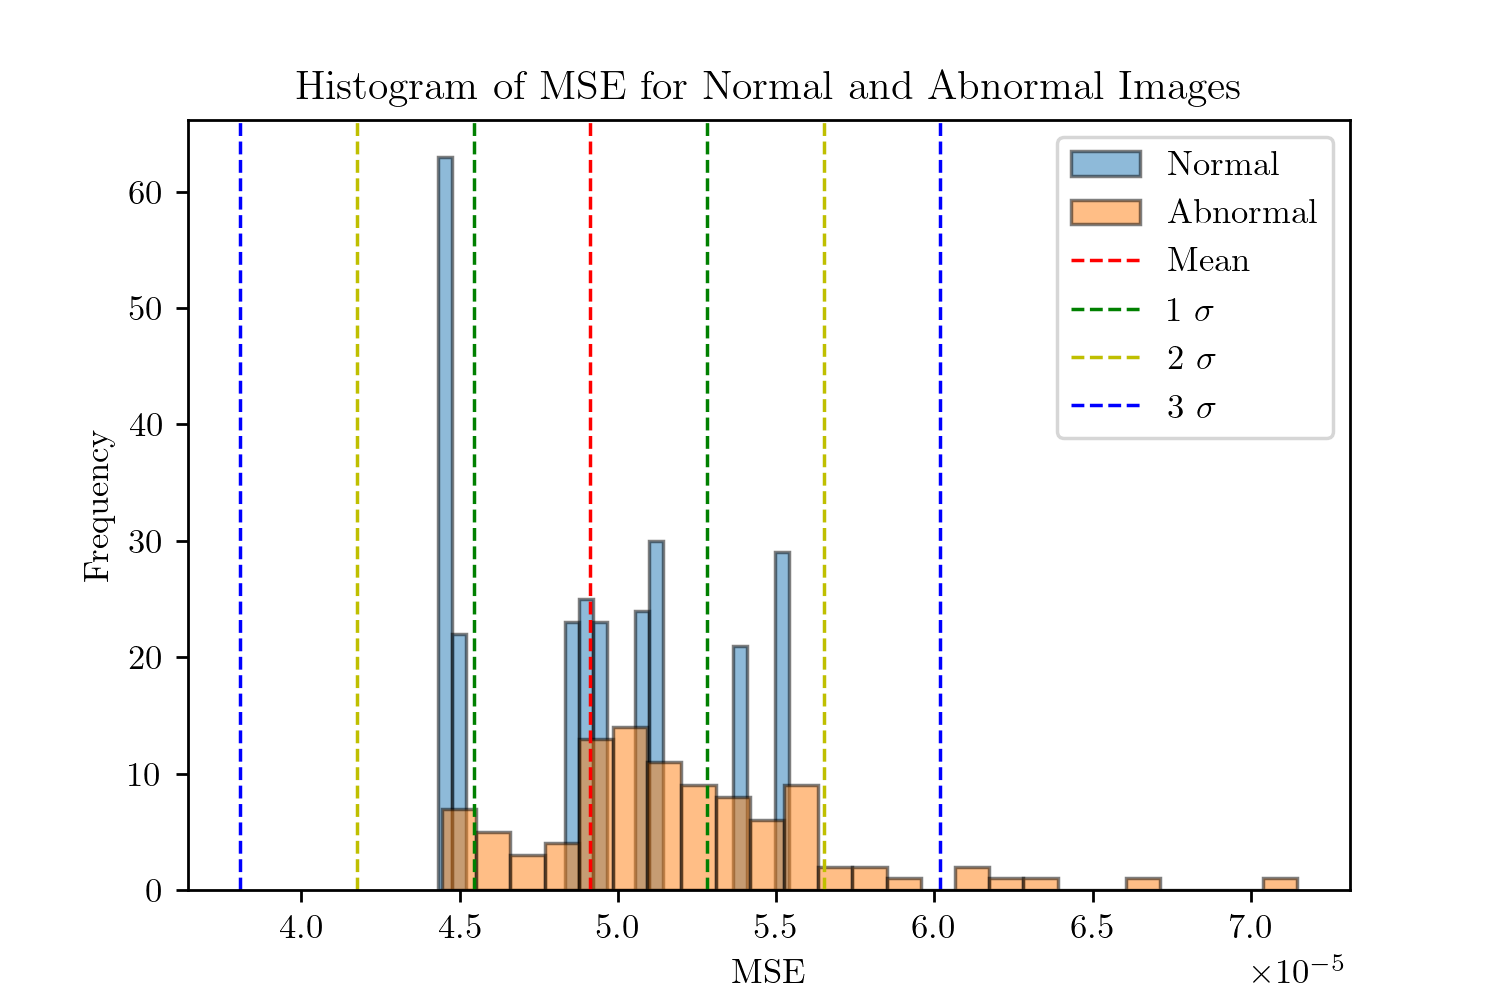 Histogram of MSE for Normal and Abnormal Images
Normal
Abnormal
Mean
1 σ
2 σ
3 σ
Frequency
60
50
40
30
20
10
0
4.0 4.5 5.0 5.5 6.0 6.5 7.0
MSE
×10⁻⁵